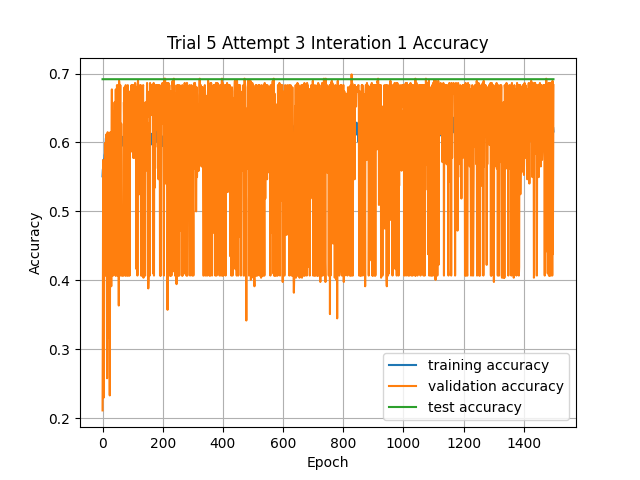 Trial 5 Attempt 3 Interation 1 Accuracy
0.7
0.6
0.5
0.4
0.3
0.2
Accuracy
training accuracy
validation accuracy
test accuracy
0 200 400 600 800 1000 1200 1400
Epoch